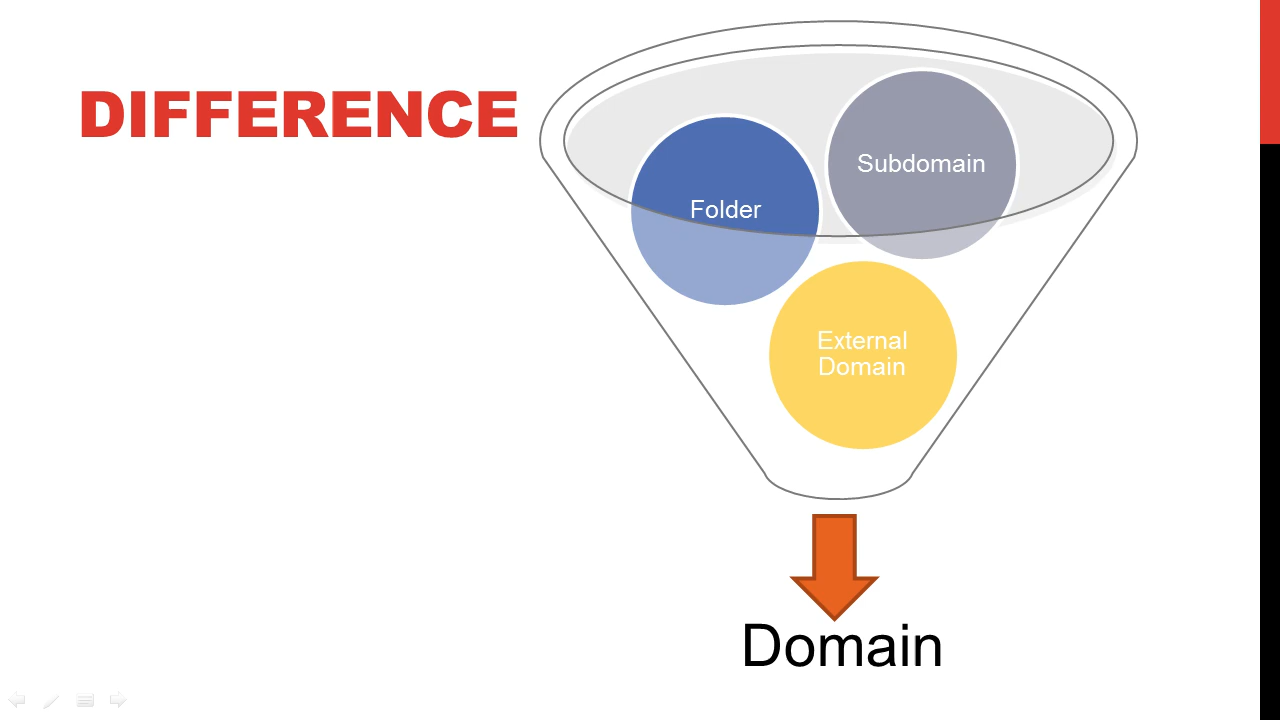 DIFFERENCE
Subdomain
Folder
External
Domain
Domain